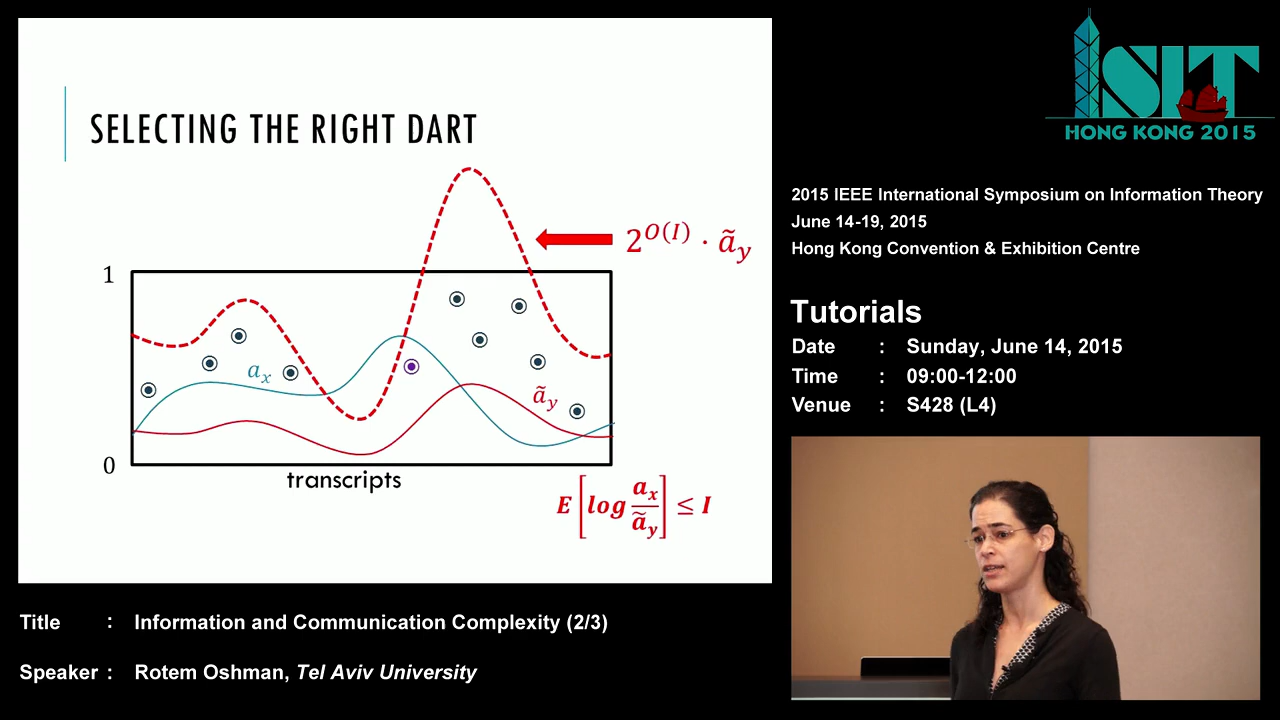 SELECTING THE RIGHT DART
2^{O(I)} · ã_y
1
a_x
ã_y
0
transcripts
E[log a_x/ã_y] ≤ I
ISIT
HONG KONG 2015
2015 IEEE International Symposium on Information Theory
June 14-19, 2015
Hong Kong Convention & Exhibition Centre
Tutorials
Date : Sunday, June 14, 2015
Time : 09:00-12:00
Venue : S428 (L4)
Title : Information and Communication Complexity (2/3)
Speaker : Rotem Oshman, Tel Aviv University